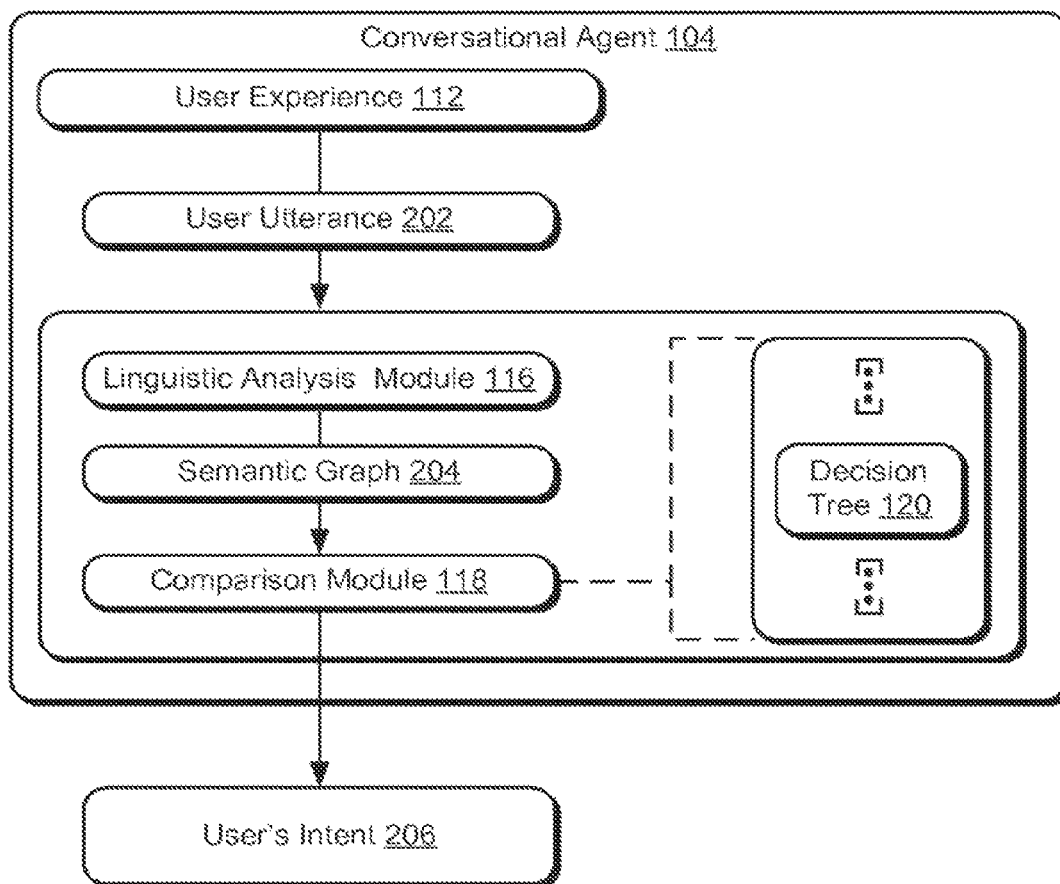 Conversational Agent 104
User Experience 112
User Utterance 202
Linguistic Analysis Module 116
Semantic Graph 204
Comparison Module 118
Decision
Tree 120
User's Intent 206